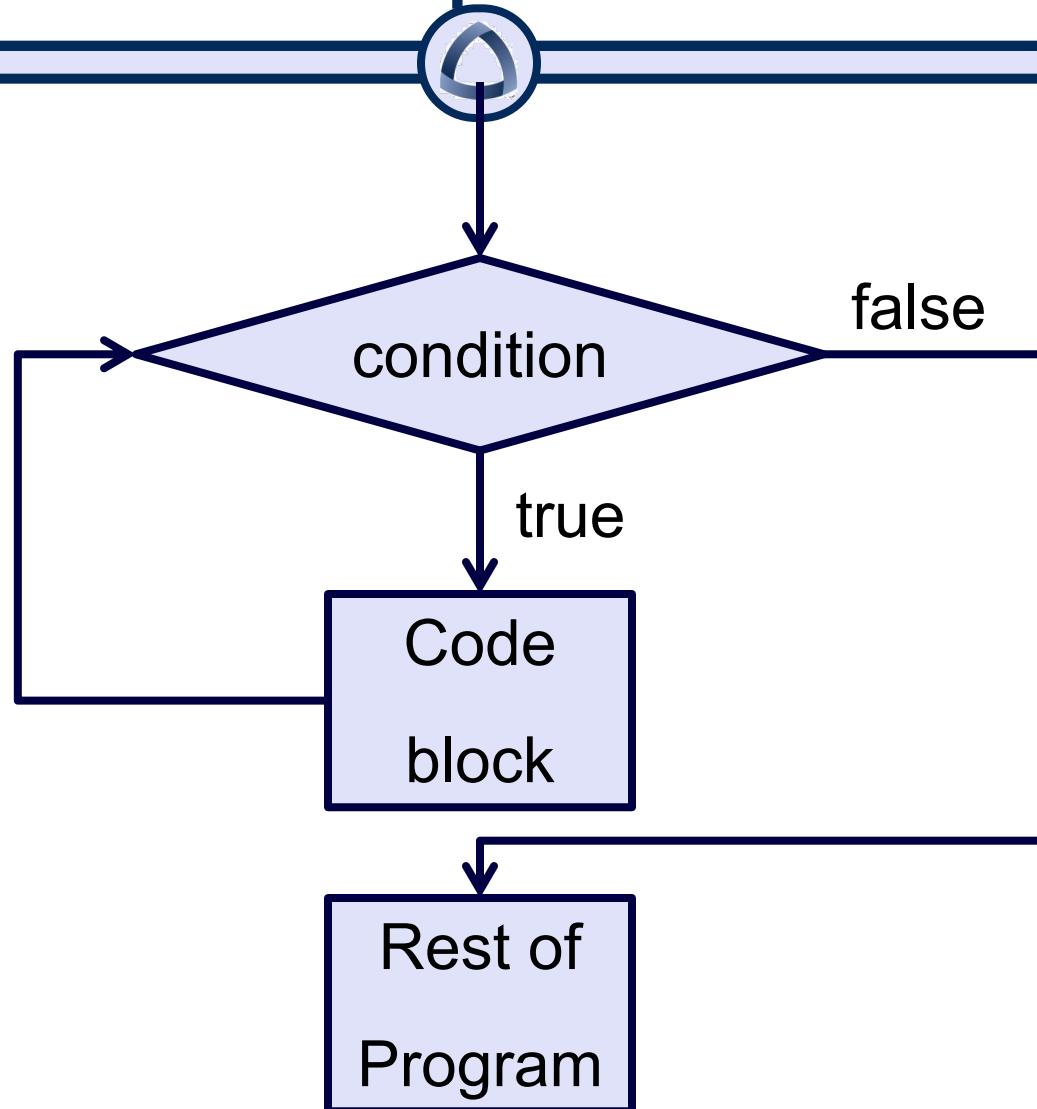 false
condition
true
Code
block
Rest of
Program